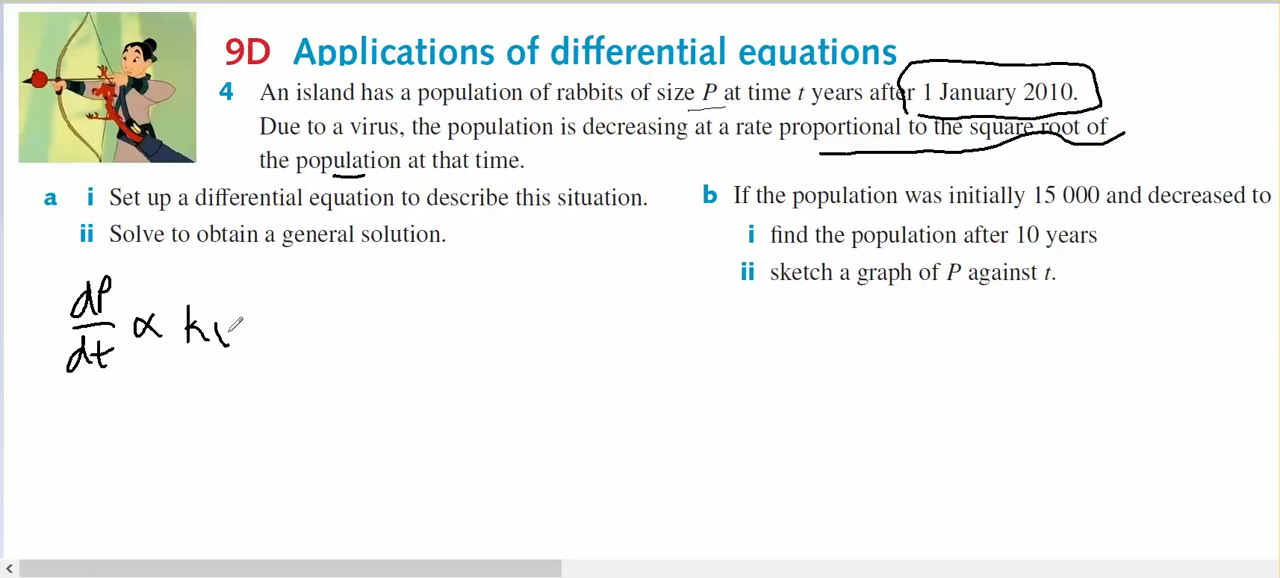 9D Applications of differential equations
4 An island has a population of rabbits of size P at time t years after 1 January 2010.
Due to a virus, the population is decreasing at a rate proportional to the square root of
the population at that time.
a i Set up a differential equation to describe this situation.
ii Solve to obtain a general solution.
b If the population was initially 15 000 and decreased to
i find the population after 10 years
ii sketch a graph of P against t.
dP/dt ∝ k